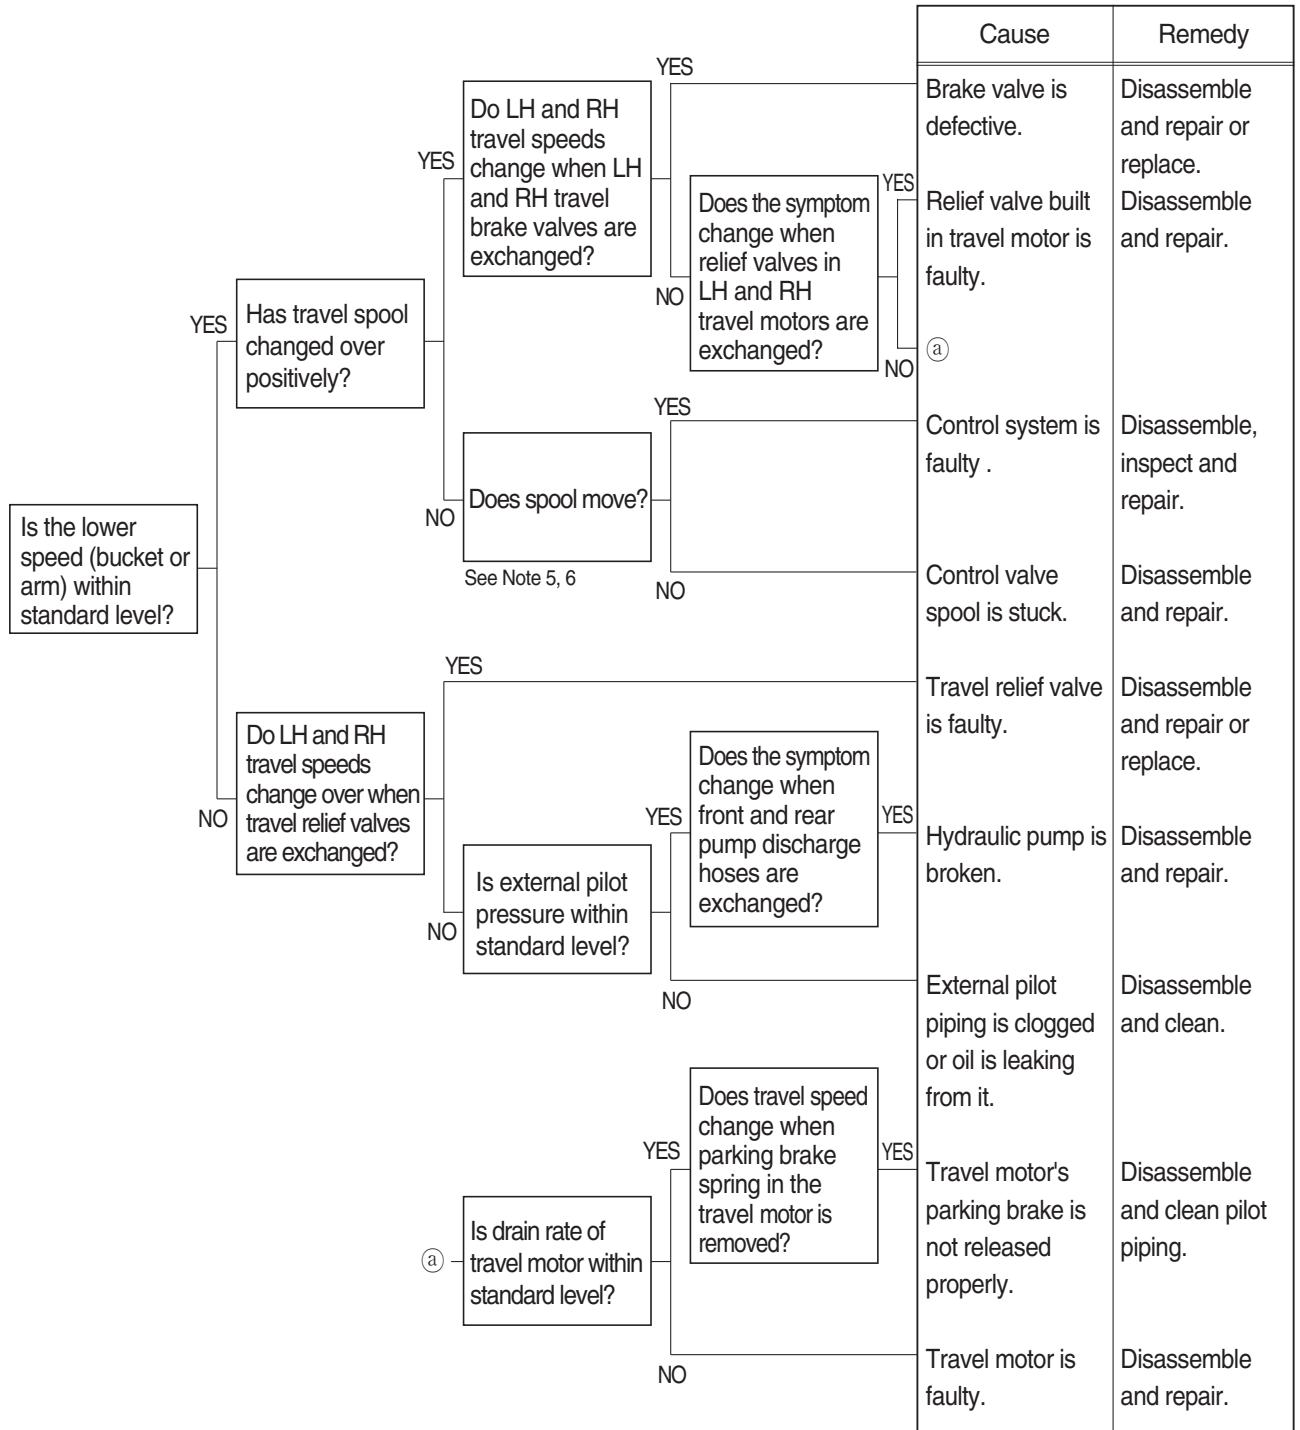 Cause
Remedy
YES
Do LH and RH
travel speeds
change when LH
and RH travel
brake valves are
exchanged?
Brake valve is
defective.
Disassemble
and repair or
replace.
YES
NO
Does the symptom
change when
relief valves in
LH and RH
travel motors are
exchanged?
YES
Relief valve built
in travel motor is
faulty.
Disassemble
and repair.
NO
ⓐ
YES
Has travel spool
changed over
positively?
NO
Does spool move?
See Note 5, 6
YES
Control system is
faulty .
Disassemble,
inspect and
repair.
NO
Control valve
spool is stuck.
Disassemble
and repair.
Is the lower
speed (bucket or
arm) within
standard level?
NO
Do LH and RH
travel speeds
change over when
travel relief valves
are exchanged?
YES
Travel relief valve
is faulty.
Disassemble
and repair or
replace.
NO
Is external pilot
pressure within
standard level?
YES
Does the symptom
change when
front and rear
pump discharge
hoses are
exchanged?
YES
Hydraulic pump is
broken.
Disassemble
and repair.
NO
External pilot
piping is clogged
or oil is leaking
from it.
Disassemble
and clean.
ⓐ
Is drain rate of
travel motor within
standard level?
YES
Does travel speed
change when
parking brake
spring in the
travel motor is
removed?
YES
Travel motor's
parking brake is
not released
properly.
Disassemble
and clean pilot
piping.
NO
Travel motor is
faulty.
Disassemble
and repair.